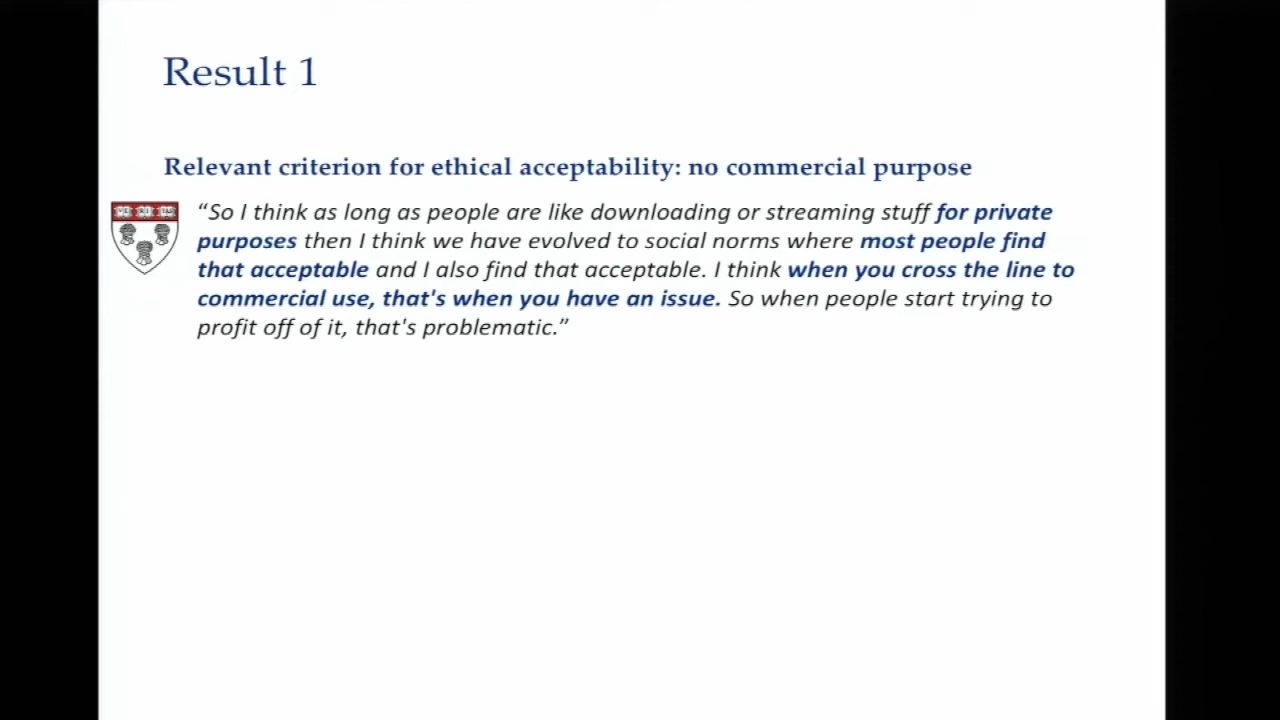 Result 1
Relevant criterion for ethical acceptability: no commercial purpose
“So I think as long as people are like downloading or streaming stuff for private
purposes then I think we have evolved to social norms where most people find
that acceptable and I also find that acceptable. I think when you cross the line to
commercial use, that's when you have an issue. So when people start trying to
profit off of it, that's problematic.”